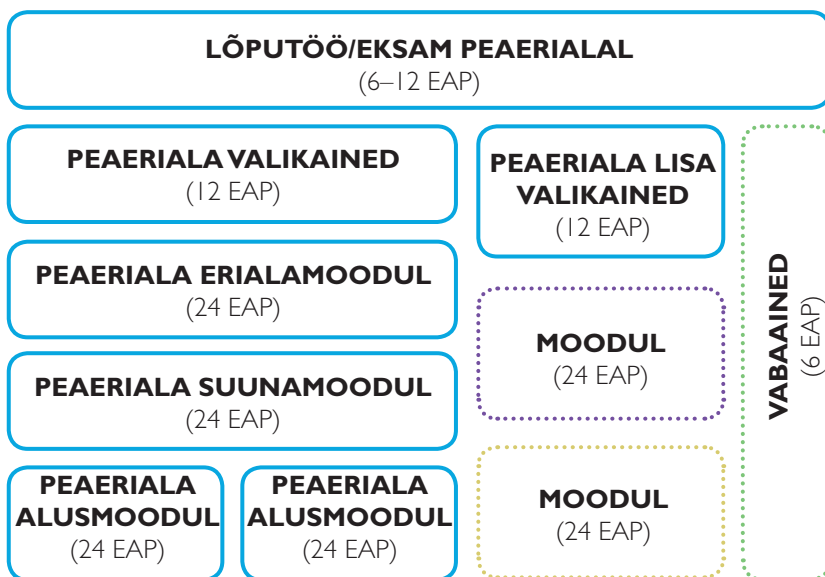 LÕPUTÖÖ/EKSAM PEAERIALAL
(6–12 EAP)
PEAERIALA VALIKAINED
(12 EAP)
PEAERIALA LISA
VALIKAINED
(12 EAP)
PEAERIALA ERIALAMOODUL
(24 EAP)
MOODUL
(24 EAP)
PEAERIALA SUUNAMOODUL
(24 EAP)
PEAERIALA
ALUSMOODUL
(24 EAP)
PEAERIALA
ALUSMOODUL
(24 EAP)
MOODUL
(24 EAP)
VABAAINED
(6 EAP)